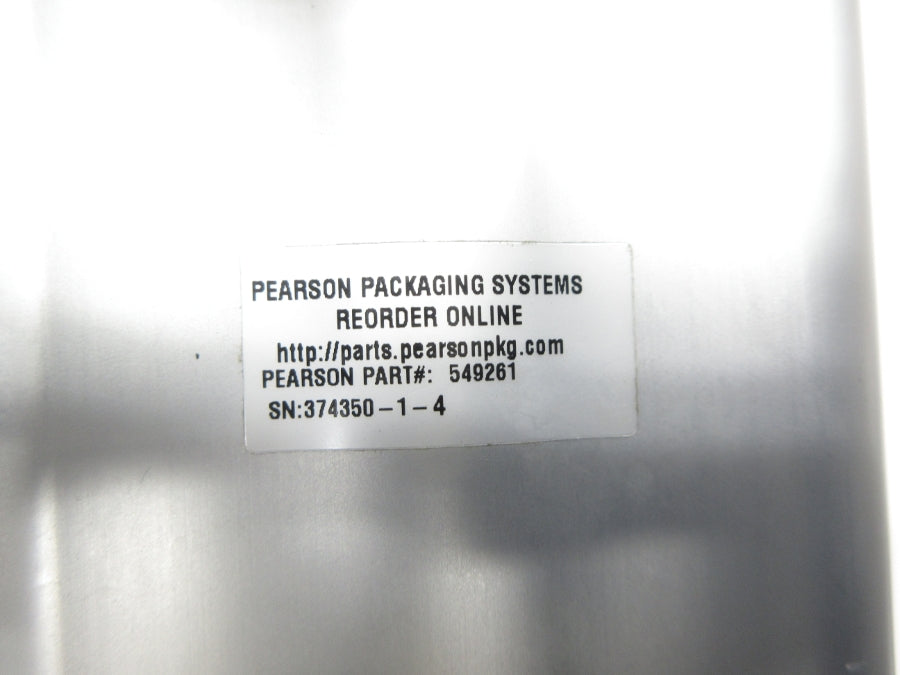 PEARSON PACKAGING SYSTEMS
REORDER ONLINE
http://parts.pearsonpkg.com
PEARSON PART#: 549261
SN:374350-1-4